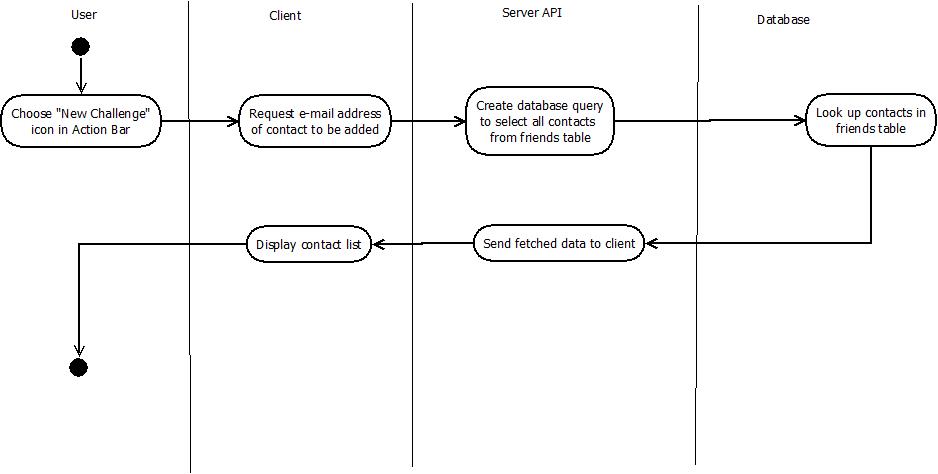 User
Client
Server API
Database
Choose "New Challenge"
icon in Action Bar
Request e-mail address
of contact to be added
Create database query
to select all contacts
from friends table
Look up contacts in
friends table
Display contact list
Send fetched data to client